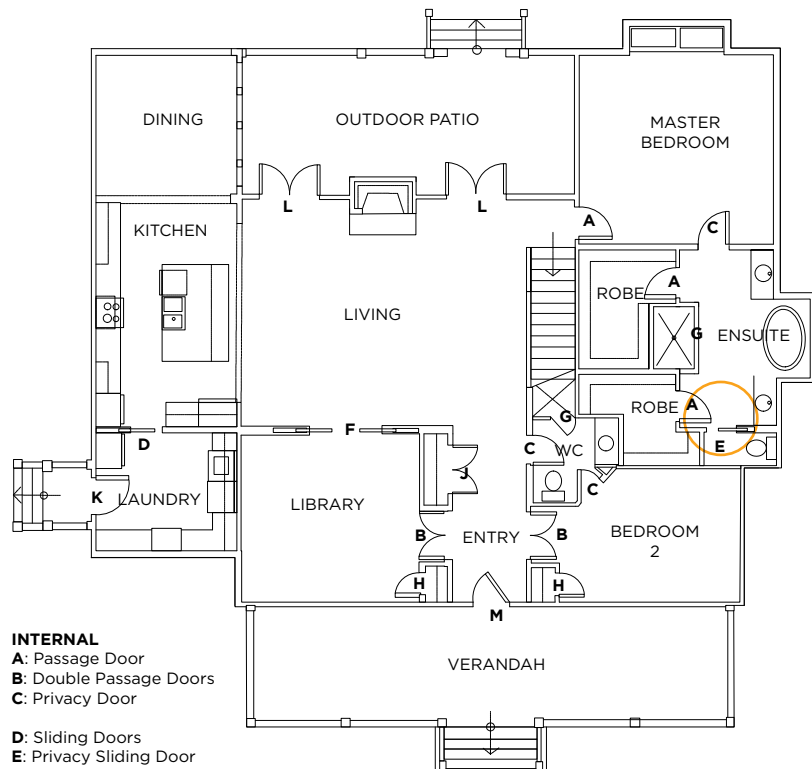 DINING
OUTDOOR PATIO
MASTER
BEDROOM
L
L
A
C
KITCHEN
ROBE
A
LIVING
G
ENSUITE
ROBE
A
G
D
F
C
WC
E
J
C
K
LAUNDRY
LIBRARY
B
ENTRY
B
BEDROOM
2
H
H
M
VERANDAH
INTERNAL
A: Passage Door
B: Double Passage Doors
C: Privacy Door
D: Sliding Doors
E: Privacy Sliding Door